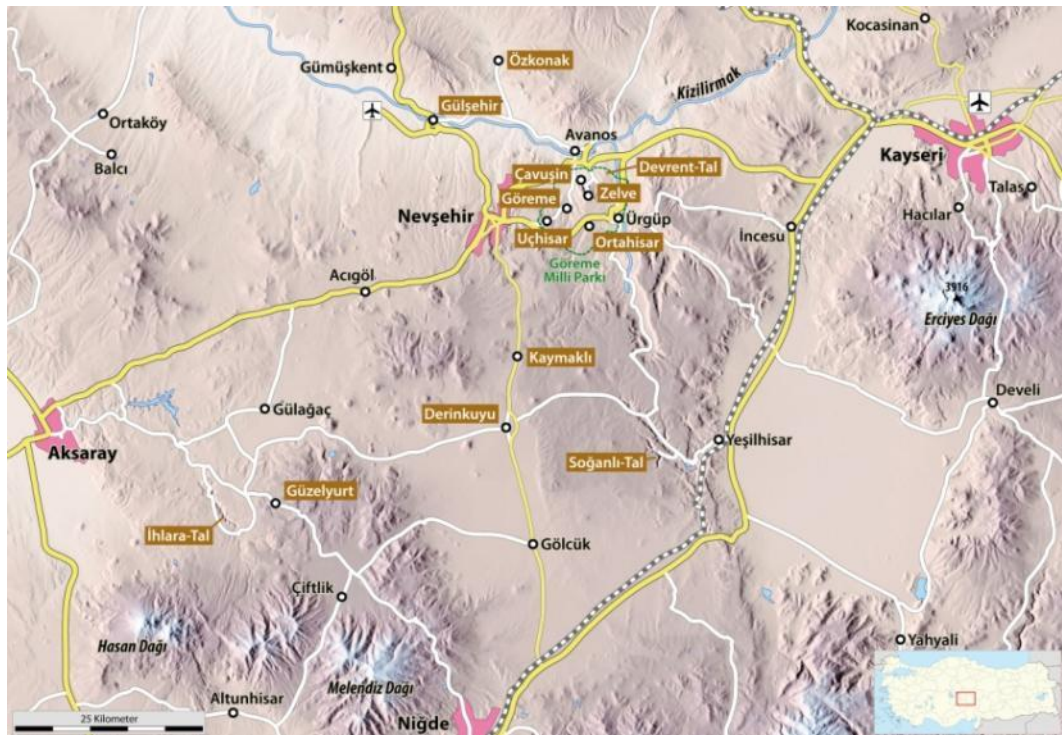 Kocasinan
Özkonak
Gümüşkent
Kizilirmak
Gülşehir
Ortaköy
Avanos
Balcı
Kayseri
Çavuşin
Devrent-Tal
Talas
Göreme
Zelve
Hacılar
Nevşehir
Ürgüp
İncesu
Uçhisar
Ortahisar
Göreme
Milli Parkı
Acıgöl
3916
Erciyes Dağı
Kaymaklı
Develi
Gülağaç
Derinkuyu
Aksaray
Yeşilhisar
Soğanlı-Tal
Güzelyurt
İhlara-Tal
Gölcük
Çiftlik
Hasan Dağı
Yahyali
Melendiz Dağı
Altunhisar
25 Kilometer
Niğde